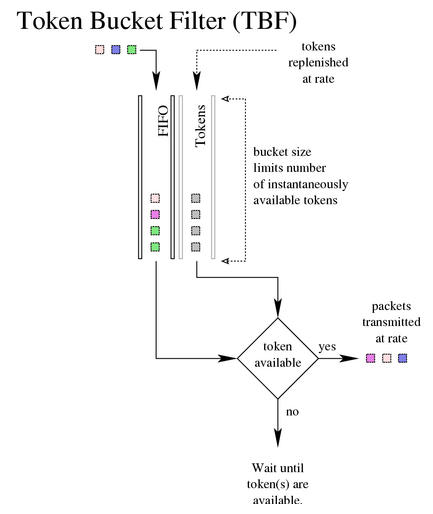 Token Bucket Filter (TBF)
tokens
replenished
at rate
FIFO
Tokens
bucket size
limits number
of instantaneously
available tokens
packets
transmitted
at rate
token
available
yes
no
Wait until
token(s) are
available.